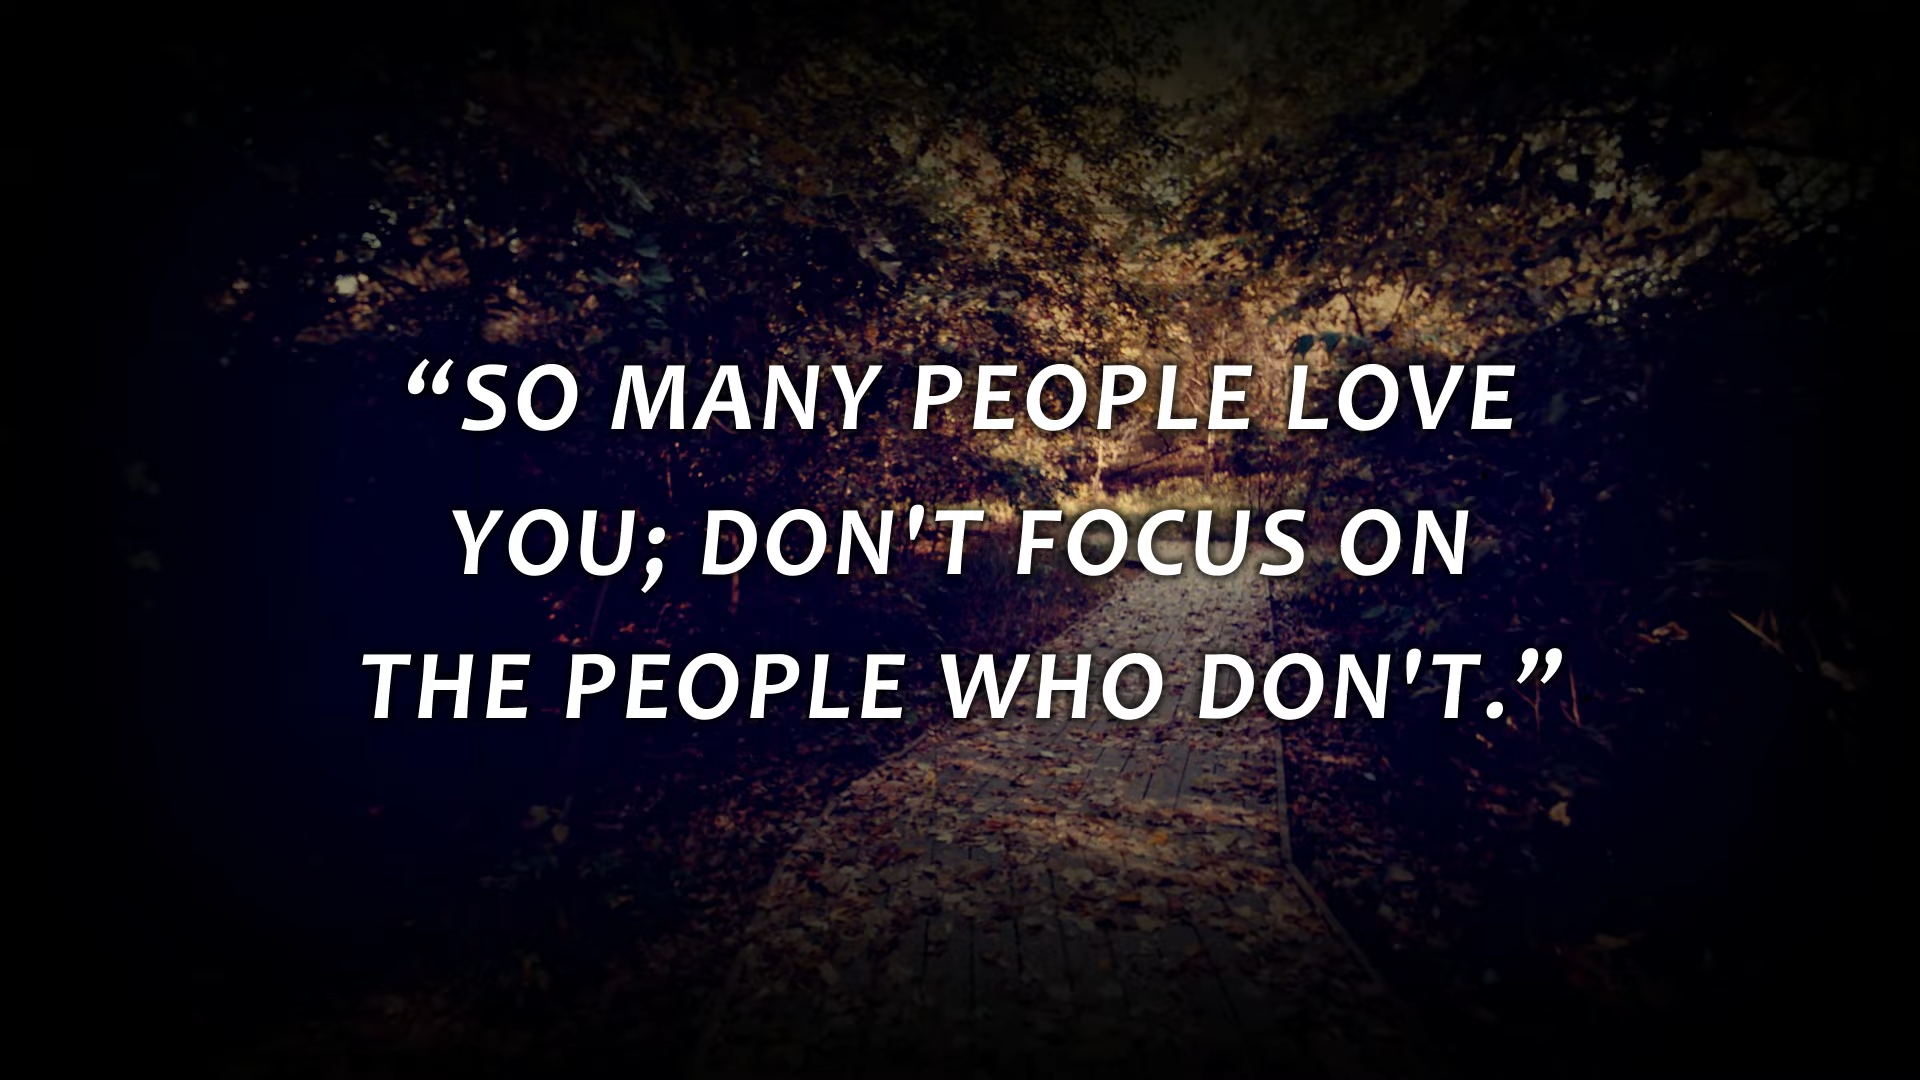 “SO MANY PEOPLE LOVE
YOU; DON'T FOCUS ON
THE PEOPLE WHO DON'T.”